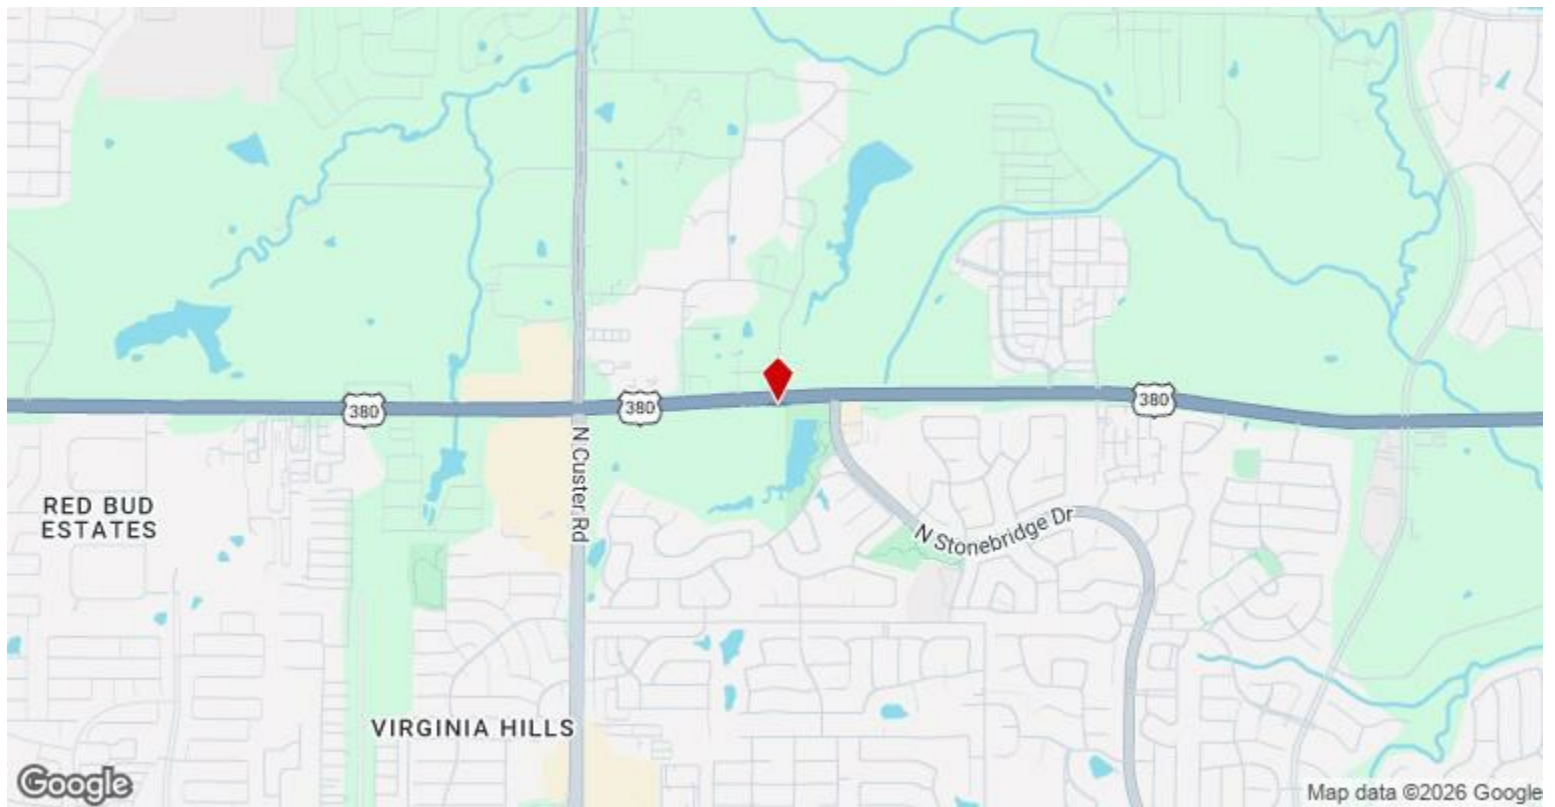 380
380
380
N Custer Rd
RED BUD
ESTATES
N Stonebridge Dr
VIRGINIA HILLS
Google
Map data ©2026 Google